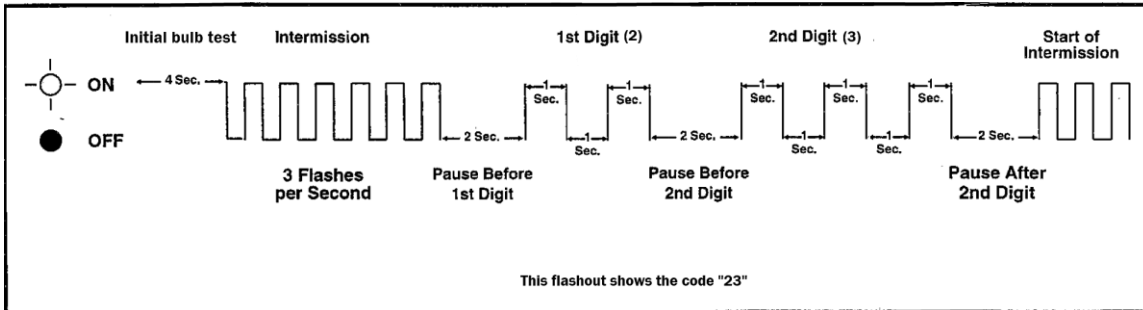 Initial bulb test Intermission 1st Digit (2) 2nd Digit (3) Start of
Intermission
ON 4 Sec. 1 1 1 1 1
Sec. Sec. Sec. Sec. Sec.
OFF 2 Sec. 1 2 Sec. 1 1 2 Sec.
Sec. Sec. Sec.
3 Flashes Pause Before Pause Before Pause After
per Second 1st Digit 2nd Digit 2nd Digit
This flashout shows the code "23"